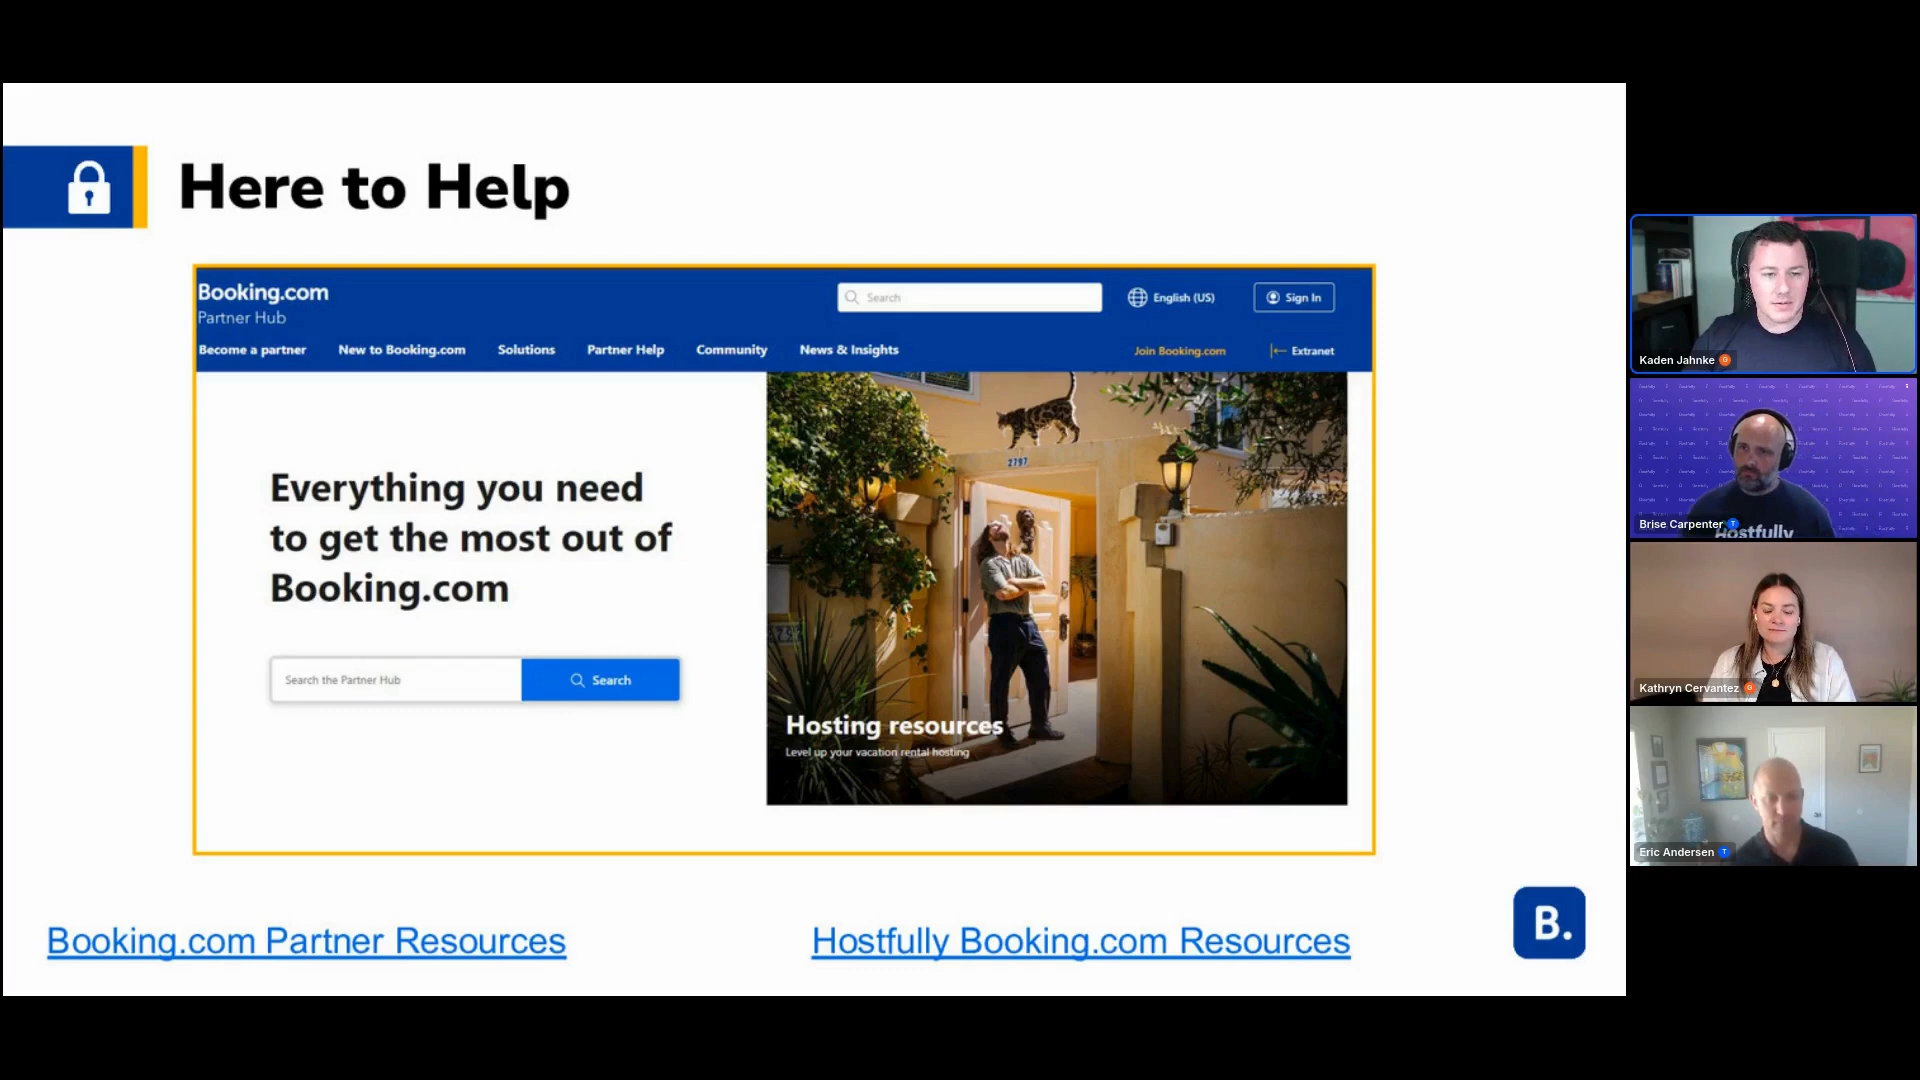 Here to Help
Booking.com
Partner Hub
Search
English (US)
Sign In
Become a partner
New to Booking.com
Solutions
Partner Help
Community
News & Insights
Join Booking.com
Extranet
2797
Everything you need
to get the most out of
Booking.com
Search the Partner Hub
Search
Hosting resources
Level up your vacation rental hosting
Booking.com Partner Resources
Hostfully Booking.com Resources
B.
Kaden Jahnke G
Brise Carpenter T
Kathryn Cervantez G
Eric Andersen T